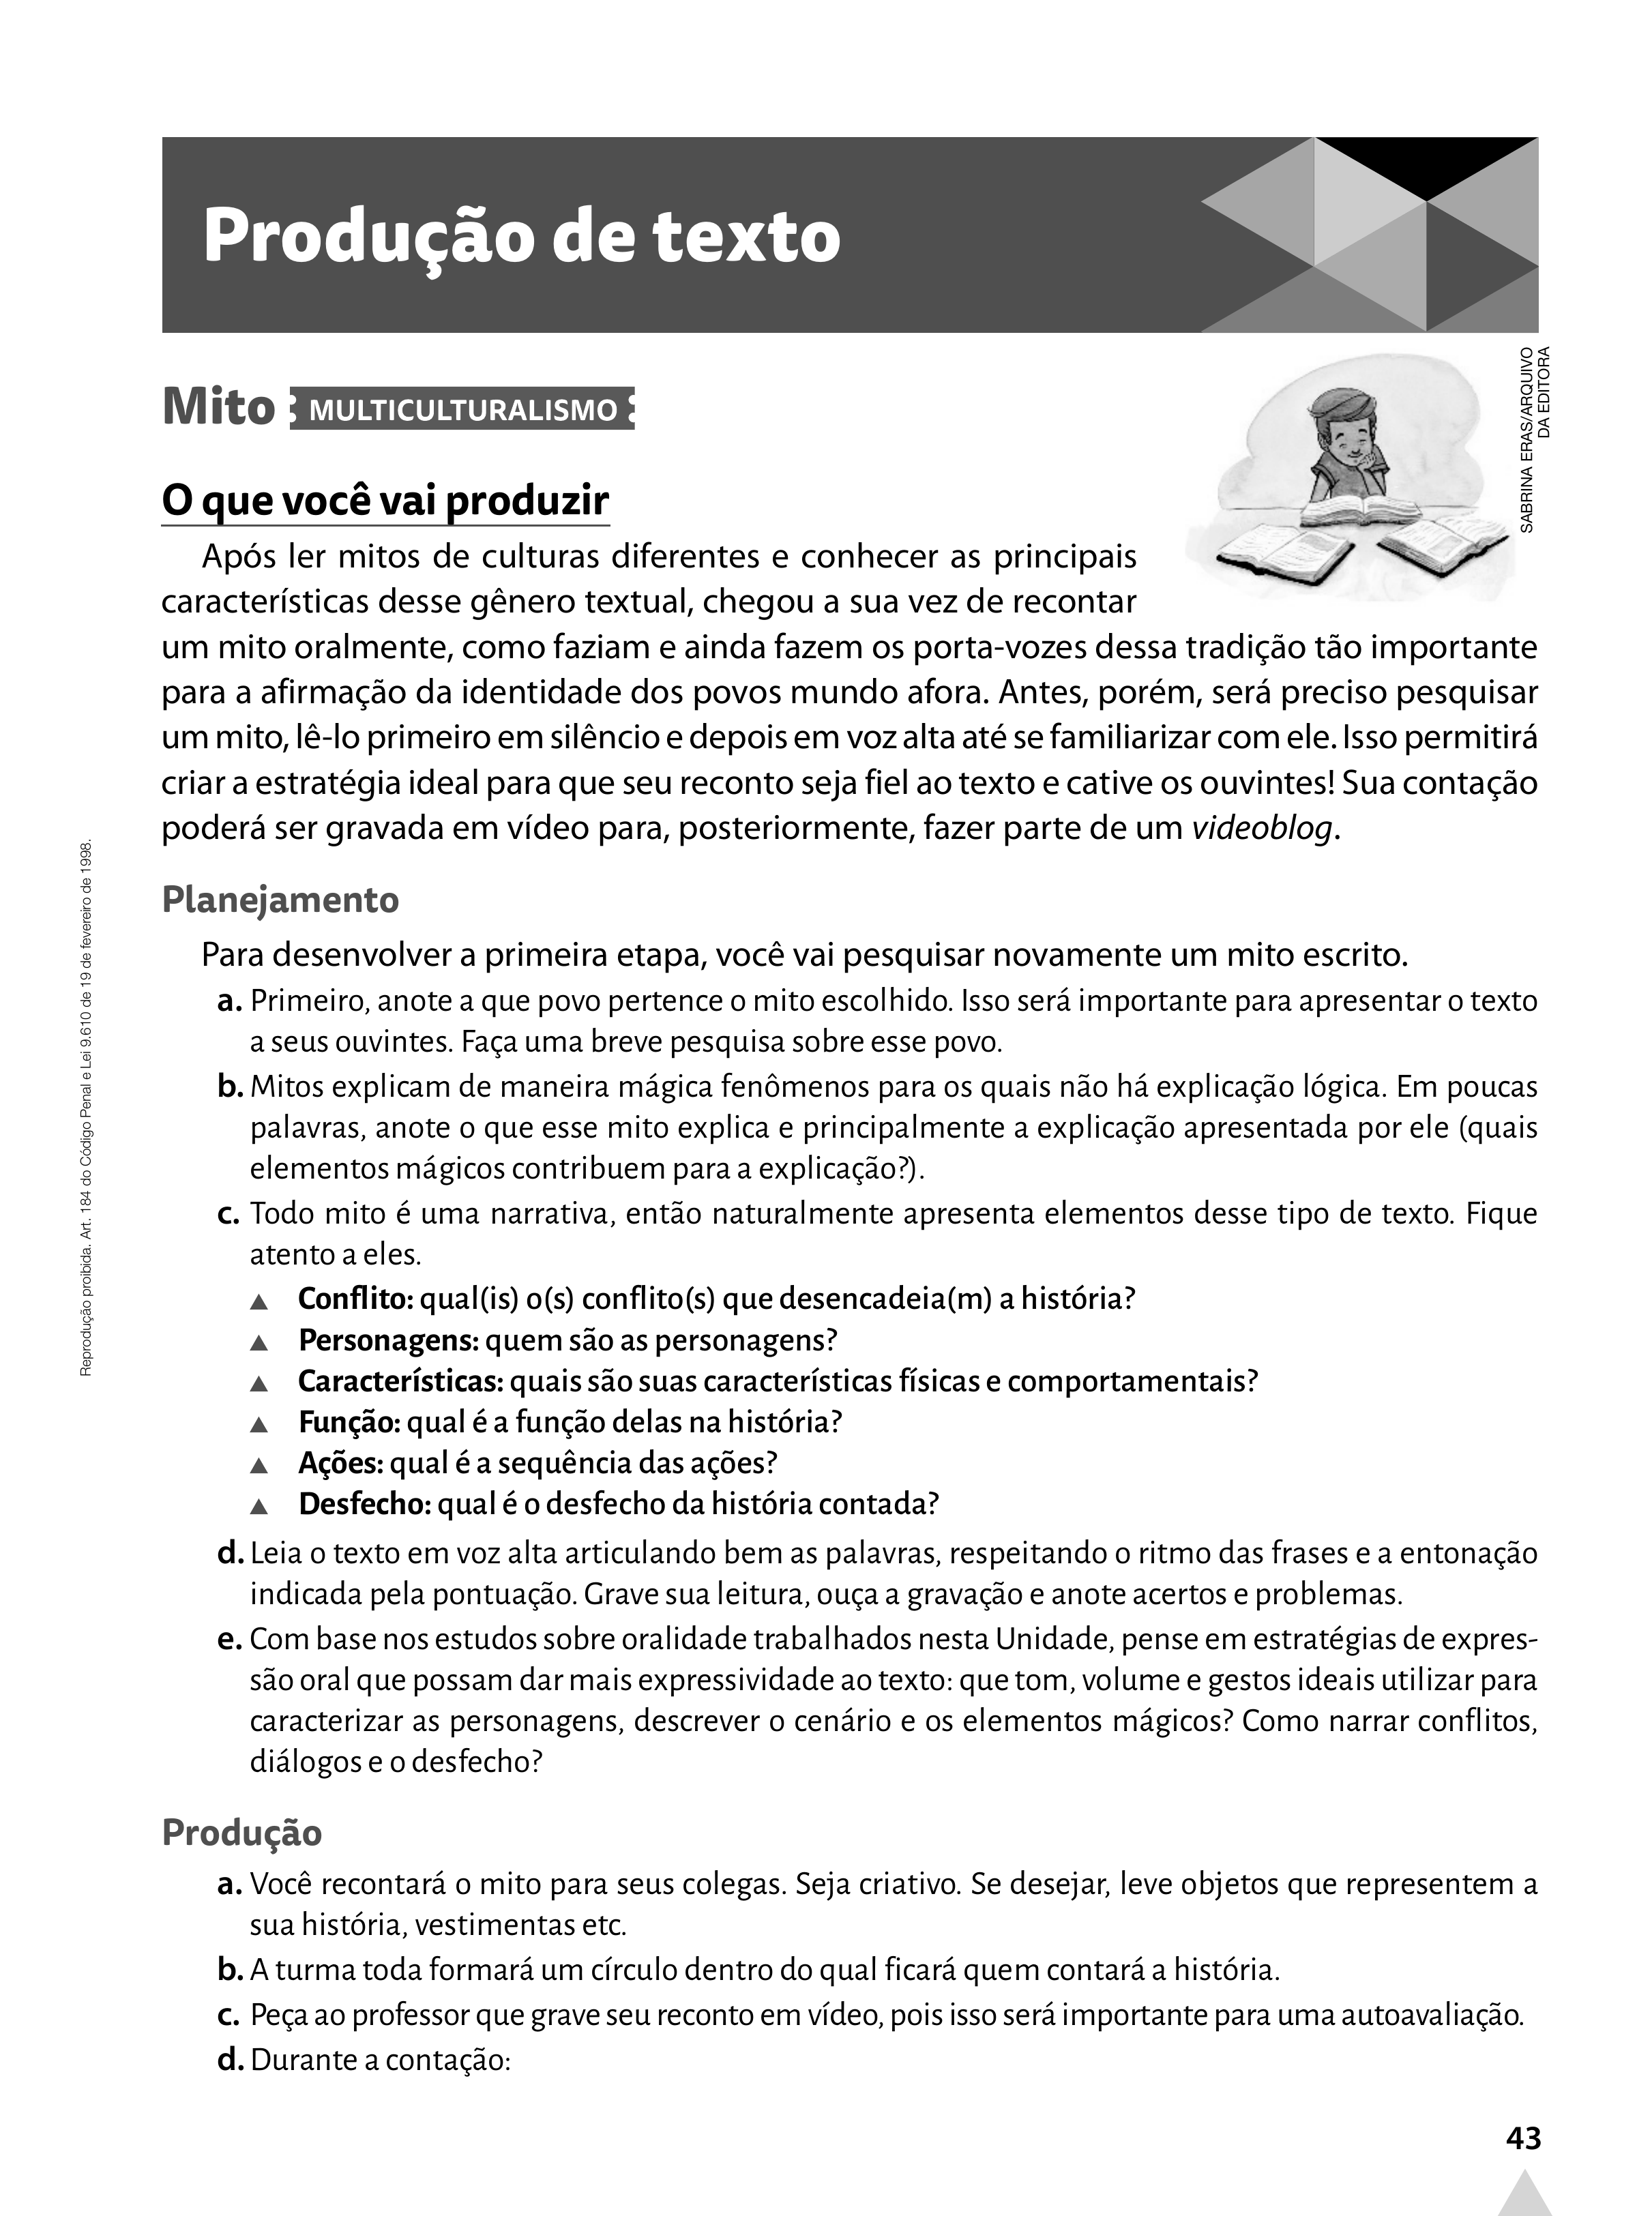 Produção de texto
Mito MULTICULTURALISMO
SABRINA ERAS/ARQUIVO
DA EDITORA
O que você vai produzir
Após ler mitos de culturas diferentes e conhecer as principais
características desse gênero textual, chegou a sua vez de recontar
um mito oralmente, como faziam e ainda fazem os porta-vozes dessa tradição tão importante
para a afirmação da identidade dos povos mundo afora. Antes, porém, será preciso pesquisar
um mito, lê-lo primeiro em silêncio e depois em voz alta até se familiarizar com ele. Isso permitirá
criar a estratégia ideal para que seu reconto seja fiel ao texto e cative os ouvintes! Sua contação
poderá ser gravada em vídeo para, posteriormente, fazer parte de um videoblog.
Planejamento
Para desenvolver a primeira etapa, você vai pesquisar novamente um mito escrito.
a. Primeiro, anote a que povo pertence o mito escolhido. Isso será importante para apresentar o texto
a seus ouvintes. Faça uma breve pesquisa sobre esse povo.
b. Mitos explicam de maneira mágica fenômenos para os quais não há explicação lógica. Em poucas
palavras, anote o que esse mito explica e principalmente a explicação apresentada por ele (quais
elementos mágicos contribuem para a explicação?).
c. Todo mito é uma narrativa, então naturalmente apresenta elementos desse tipo de texto. Fique
atento a eles.
▲ Conflito: qual(is) o(s) conflito(s) que desencadeia(m) a história?
▲ Personagens: quem são as personagens?
▲ Características: quais são suas características físicas e comportamentais?
▲ Função: qual é a função delas na história?
▲ Ações: qual é a sequência das ações?
▲ Desfecho: qual é o desfecho da história contada?
d. Leia o texto em voz alta articulando bem as palavras, respeitando o ritmo das frases e a entonação
indicada pela pontuação. Grave sua leitura, ouça a gravação e anote acertos e problemas.
e. Com base nos estudos sobre oralidade trabalhados nesta Unidade, pense em estratégias de expres-
são oral que possam dar mais expressividade ao texto: que tom, volume e gestos ideais utilizar para
caracterizar as personagens, descrever o cenário e os elementos mágicos? Como narrar conflitos,
diálogos e o desfecho?
Produção
a. Você recontará o mito para seus colegas. Seja criativo. Se desejar, leve objetos que representem a
sua história, vestimentas etc.
b. A turma toda formará um círculo dentro do qual ficará quem contará a história.
c. Peça ao professor que grave seu reconto em vídeo, pois isso será importante para uma autoavaliação.
d. Durante a contação:
Reprodução proibida. Art. 184 do Código Penal e Lei 9.610 de 19 de fevereiro de 1998.
43